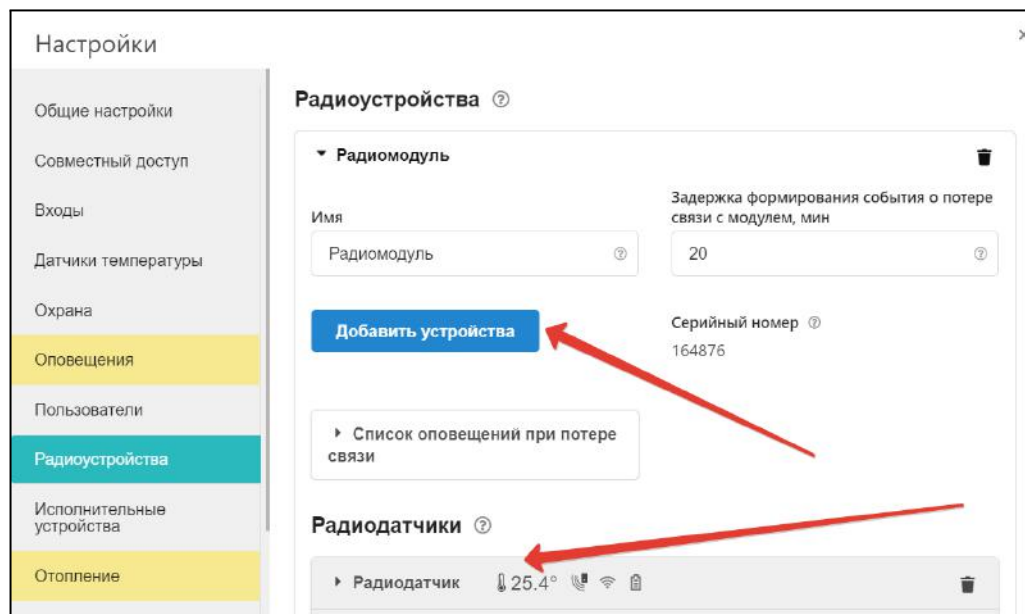 Настройки
Общие настройки
Совместный доступ
Входы
Датчики температуры
Охрана
Оповещения
Пользователи
Радиоустройства
Исполнительные
устройства
Отопление
Радиоустройства
Радиомодуль
Имя
Радиомодуль
Задержка формирования события о потере
связи с модулем, мин
20
Добавить устройства
Серийный номер
164876
Список оповещений при потере
связи
Радиодатчики
Радиодатчик 25.4°